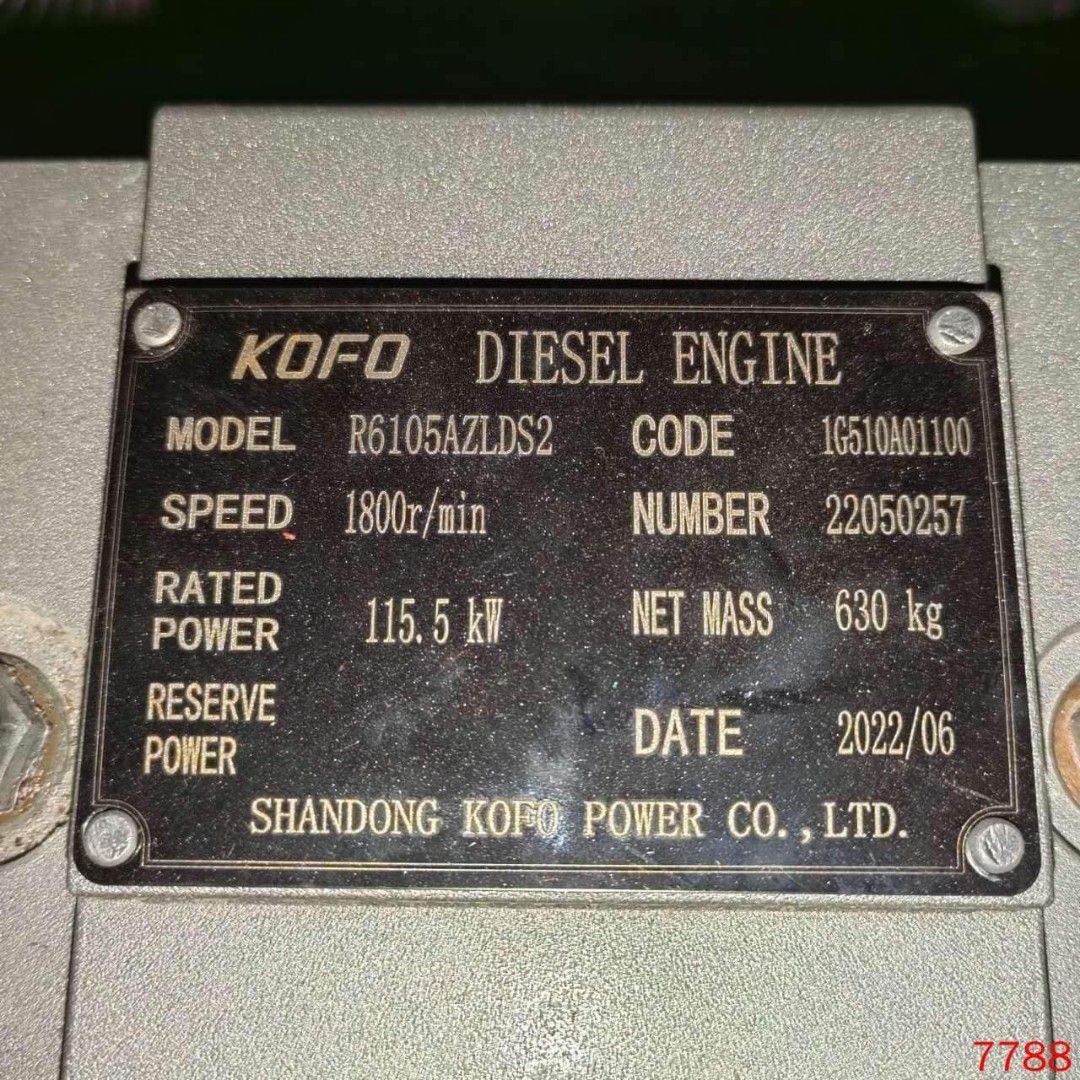 KOFO DIESEL ENGINE
MODEL R6105AZLDS2 CODE 1G510A01100
SPEED 1800r/min NUMBER 22050257
RATED POWER 115.5 kW NET MASS 630 kg
RESERVE POWER DATE 2022/06
SHANDONG KOFO POWER CO.,LTD.
7788